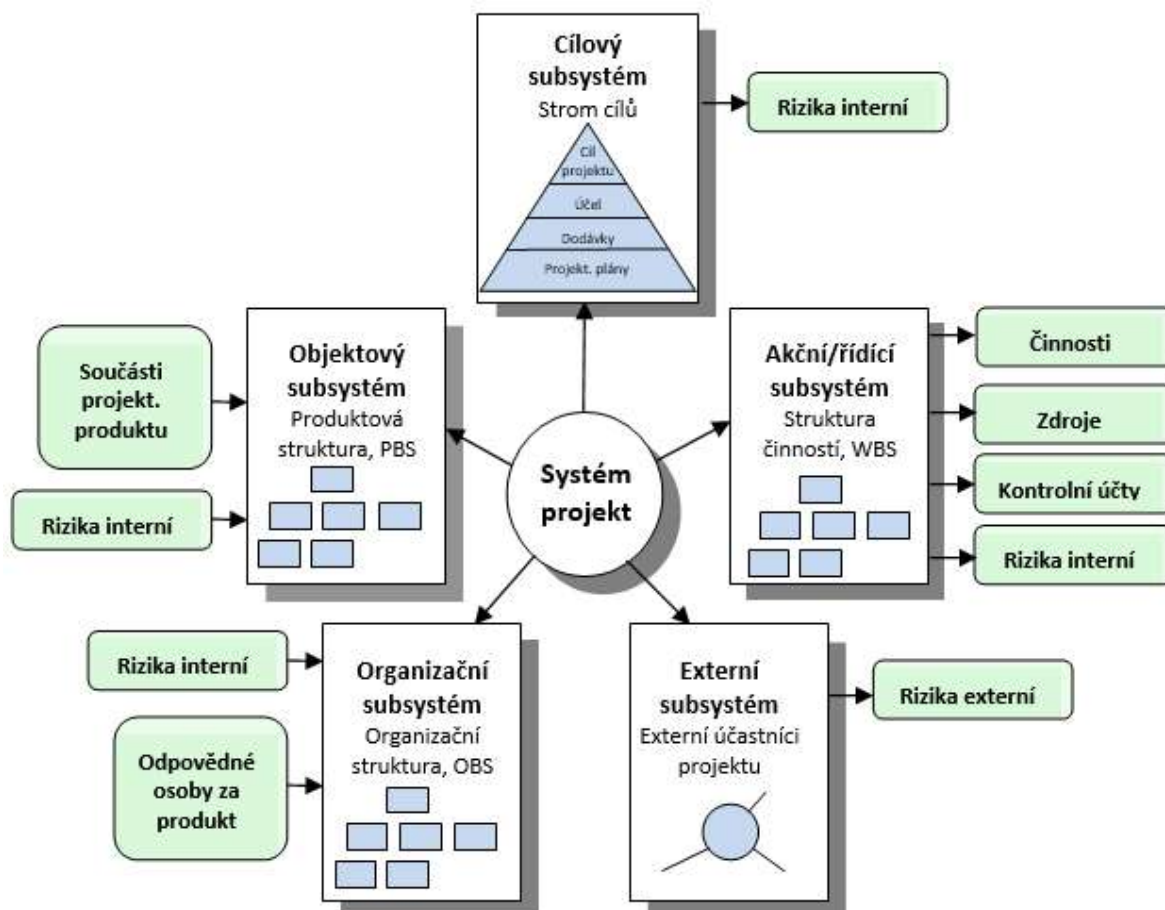 Cílový
subsystém
Strom cílů
Cíl
projektu
Účel
Dodávky
Projekt. plány
Rizika interní
Objektový
subsystém
Produktová
struktura, PBS
Součásti
projekt.
produktu
Rizika interní
Systém
projekt
Akční/řídící
subsystém
Struktura
činností, WBS
Činnosti
Zdroje
Kontrolní účty
Rizika interní
Rizika interní
Odpovědné
osoby za
produkt
Organizační
subsystém
Organizační
struktura, OBS
Externí
subsystém
Externí účastníci
projektu
Rizika externí